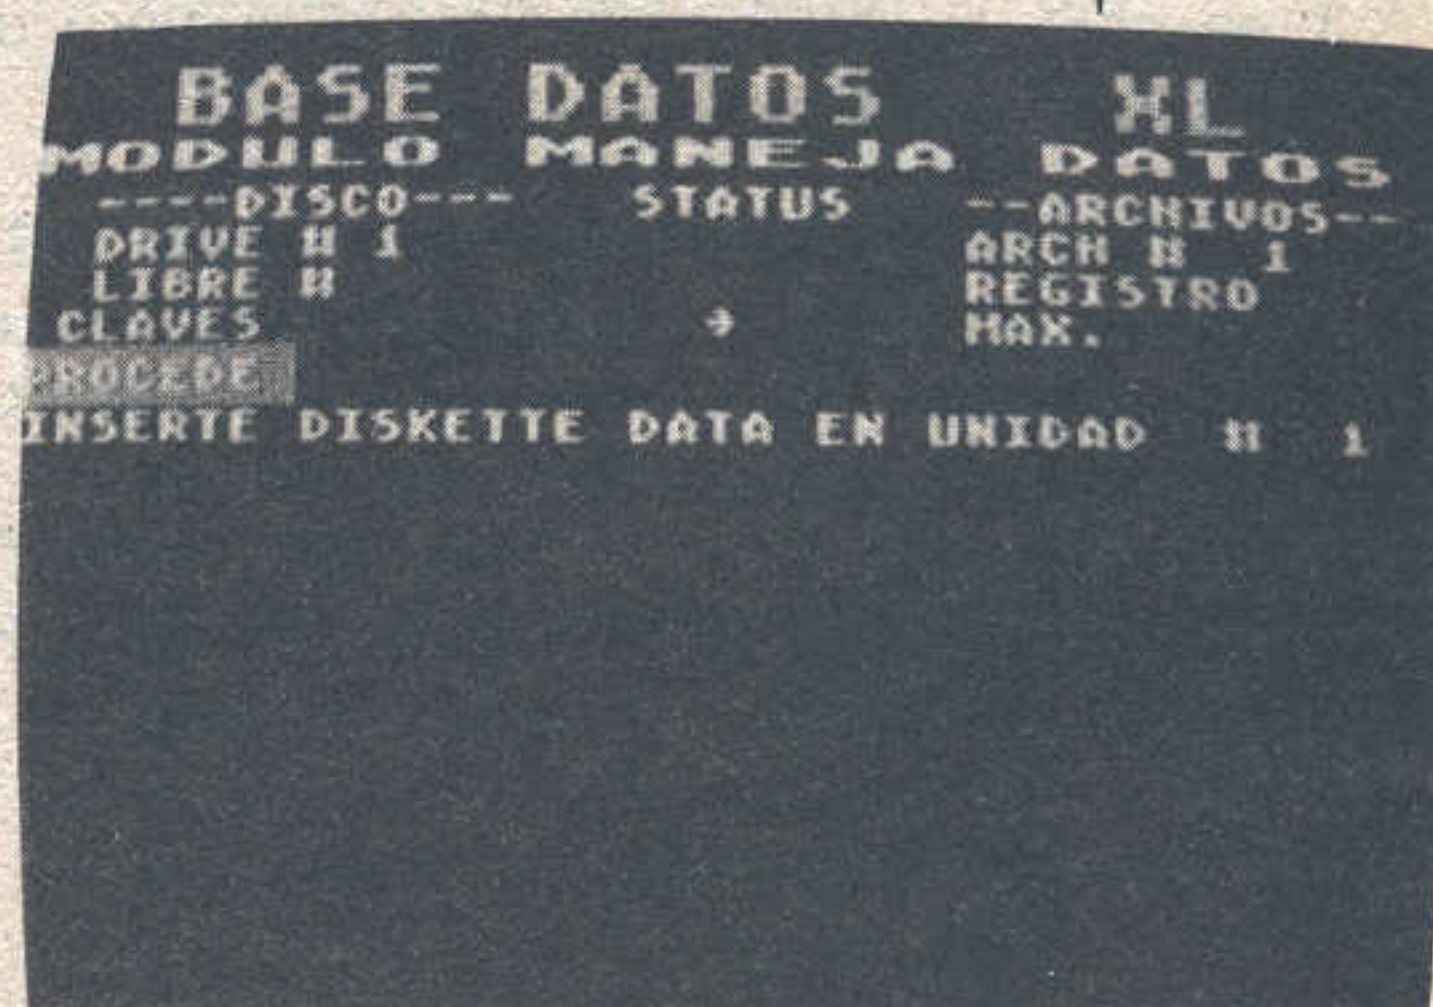 BASE DATOS XL
MODULO MANEJA DATOS
----DISCO--- STATUS --ARCHIVOS--
DRIVE # 1 ARCH # 1
LIBRE # REGISTRO
CLAVES → MAX.
PROCEDE
INSERTE DISKETTE DATA EN UNIDAD # 1